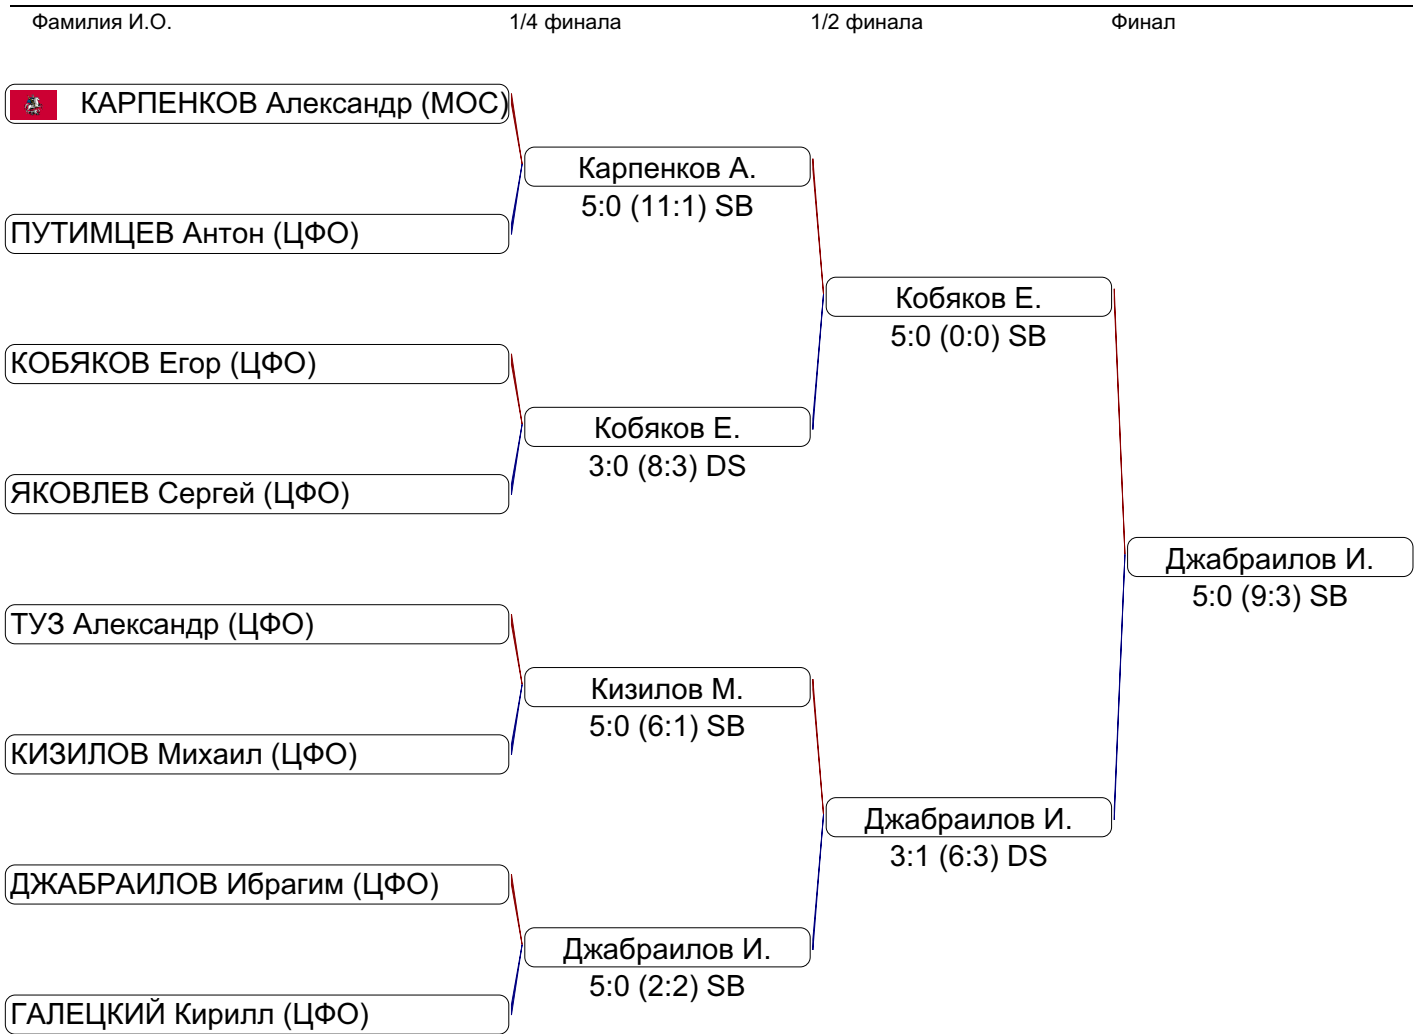 Фамилия И.О. 1/4 финала 1/2 финала Финал
КАРПЕНКОВ Александр (МОС)
Карпенков А.
5:0 (11:1) SB
ПУТИМЦЕВ Антон (ЦФО)
Кобяков Е.
5:0 (0:0) SB
КОБЯКОВ Егор (ЦФО)
Кобяков Е.
3:0 (8:3) DS
ЯКОВЛЕВ Сергей (ЦФО)
Джабраилов И.
5:0 (9:3) SB
ТУЗ Александр (ЦФО)
Кизилов М.
5:0 (6:1) SB
КИЗИЛОВ Михаил (ЦФО)
Джабраилов И.
3:1 (6:3) DS
ДЖАБРАИЛОВ Ибрагим (ЦФО)
Джабраилов И.
5:0 (2:2) SB
ГАЛЕЦКИЙ Кирилл (ЦФО)